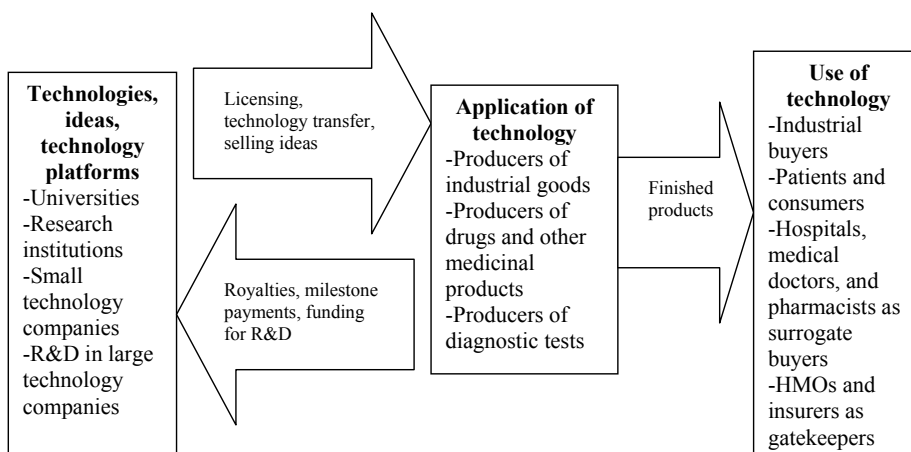 Technologies,
ideas,
technology
platforms
-Universities
-Research
institutions
-Small
technology
companies
-R&D in large
technology
companies
Licensing,
technology transfer,
selling ideas
Royalties, milestone
payments, funding
for R&D
Application of
technology
-Producers of
industrial goods
-Producers of
drugs and other
medicinal
products
-Producers of
diagnostic tests
Finished
products
Use of
technology
-Industrial
buyers
-Patients and
consumers
-Hospitals,
medical
doctors, and
pharmacists as
surrogate
buyers
-HMOs and
insurers as
gatekeepers